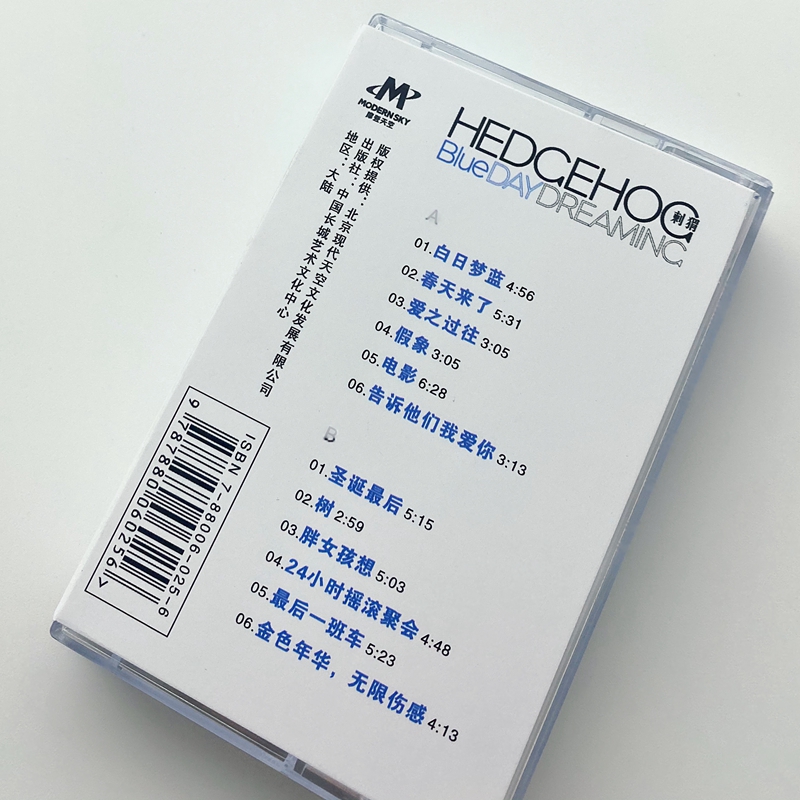 MODERNSKY
摩登天空
HEDGEHOG
刺猬
BlueDAYDREAMING
版权提供：北京现代天空文化发展有限公司
出版社：中国长城艺术文化中心
地区：大陆
A
01.白日梦蓝 4:56
02.春天来了 5:31
03.爱之过往 3:05
04.假象 3:05
05.电影 6:28
06.告诉他们我爱你 3:13
B
01.圣诞最后 5:15
02.树 2:59
03.胖女孩想 5:03
04.24小时摇滚聚会 4:48
05.最后一班车 5:23
06.金色年华，无限伤感 4:13
ISBN 7-88006-025-6
9 787880 060256 >